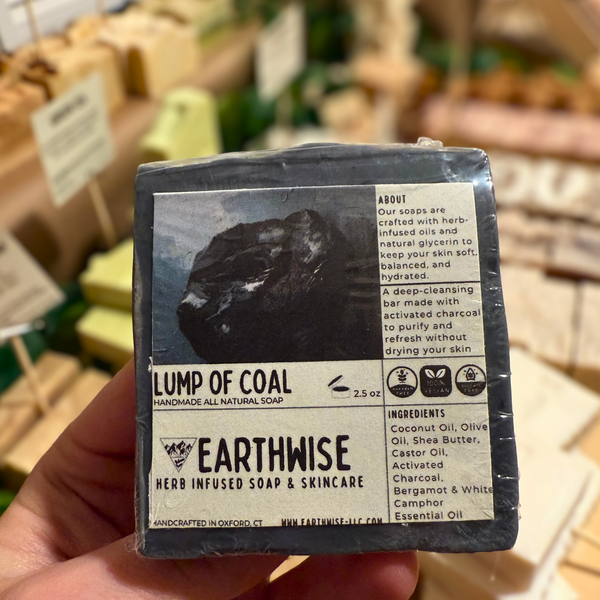 ABOUT
Our soaps are
crafted with herb-
infused oils and
natural glycerin to
keep your skin soft,
balanced, and
hydrated.
A deep-cleansing
bar made with
activated charcoal
to purify and
refresh without
drying your skin
LUMP OF COAL
HANDMADE ALL NATURAL SOAP
2.5 oz
100%
VEGAN
INGREDIENTS
Coconut Oil, Olive
Oil, Shea Butter,
Castor Oil,
Activated
Charcoal,
Bergamot & White
Camphor
Essential Oil
EARTHWISE
HERB INFUSED SOAP & SKINCARE
HANDCRAFTED IN OXFORD, CT
WWW.EARTHWISE-LLC.COM